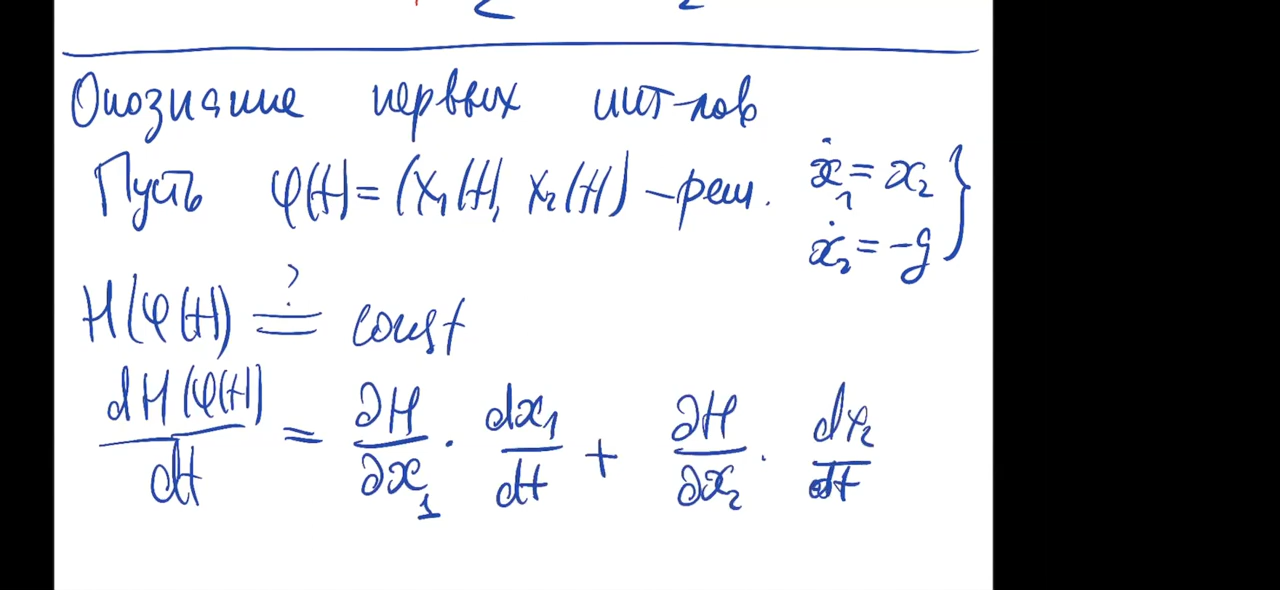 Опознание первых инт-лов
Пусть φ(t) = (x₁(t), x₂(t)) – реш. ẋ₁ = x₂ }
ẋ₂ = -g
H(φ(t)) ≟ const
dH(φ(t))/dt = ∂H/∂x₁ · dx₁/dt + ∂H/∂x₂ · dx₂/dt